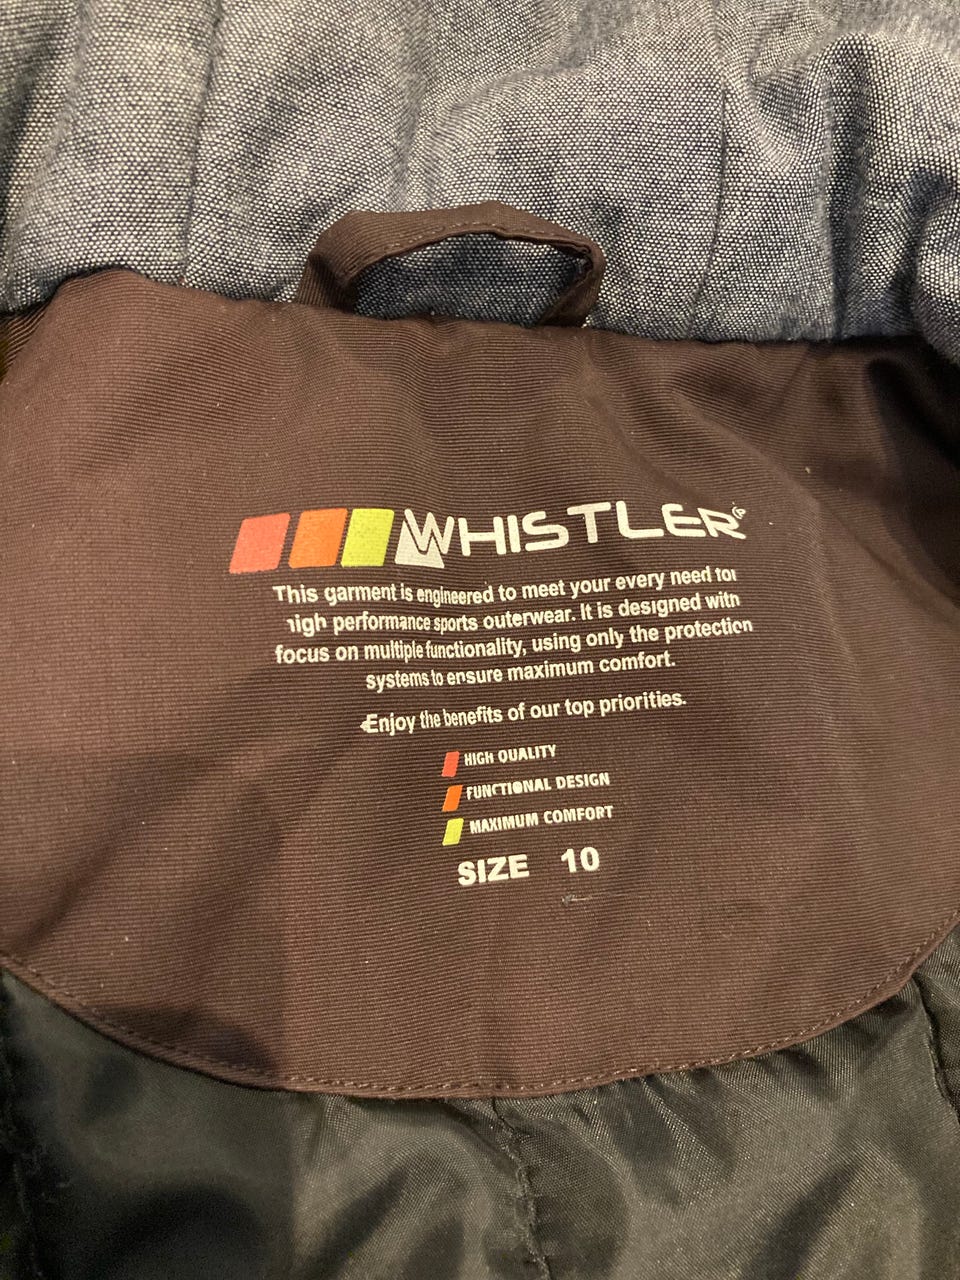 WHISTLER®
This garment is engineered to meet your every need for
high performance sports outerwear. It is designed with
focus on multiple functionality, using only the protection
systems to ensure maximum comfort.
Enjoy the benefits of our top priorities.
HIGH QUALITY
FUNCTIONAL DESIGN
MAXIMUM COMFORT
SIZE 10